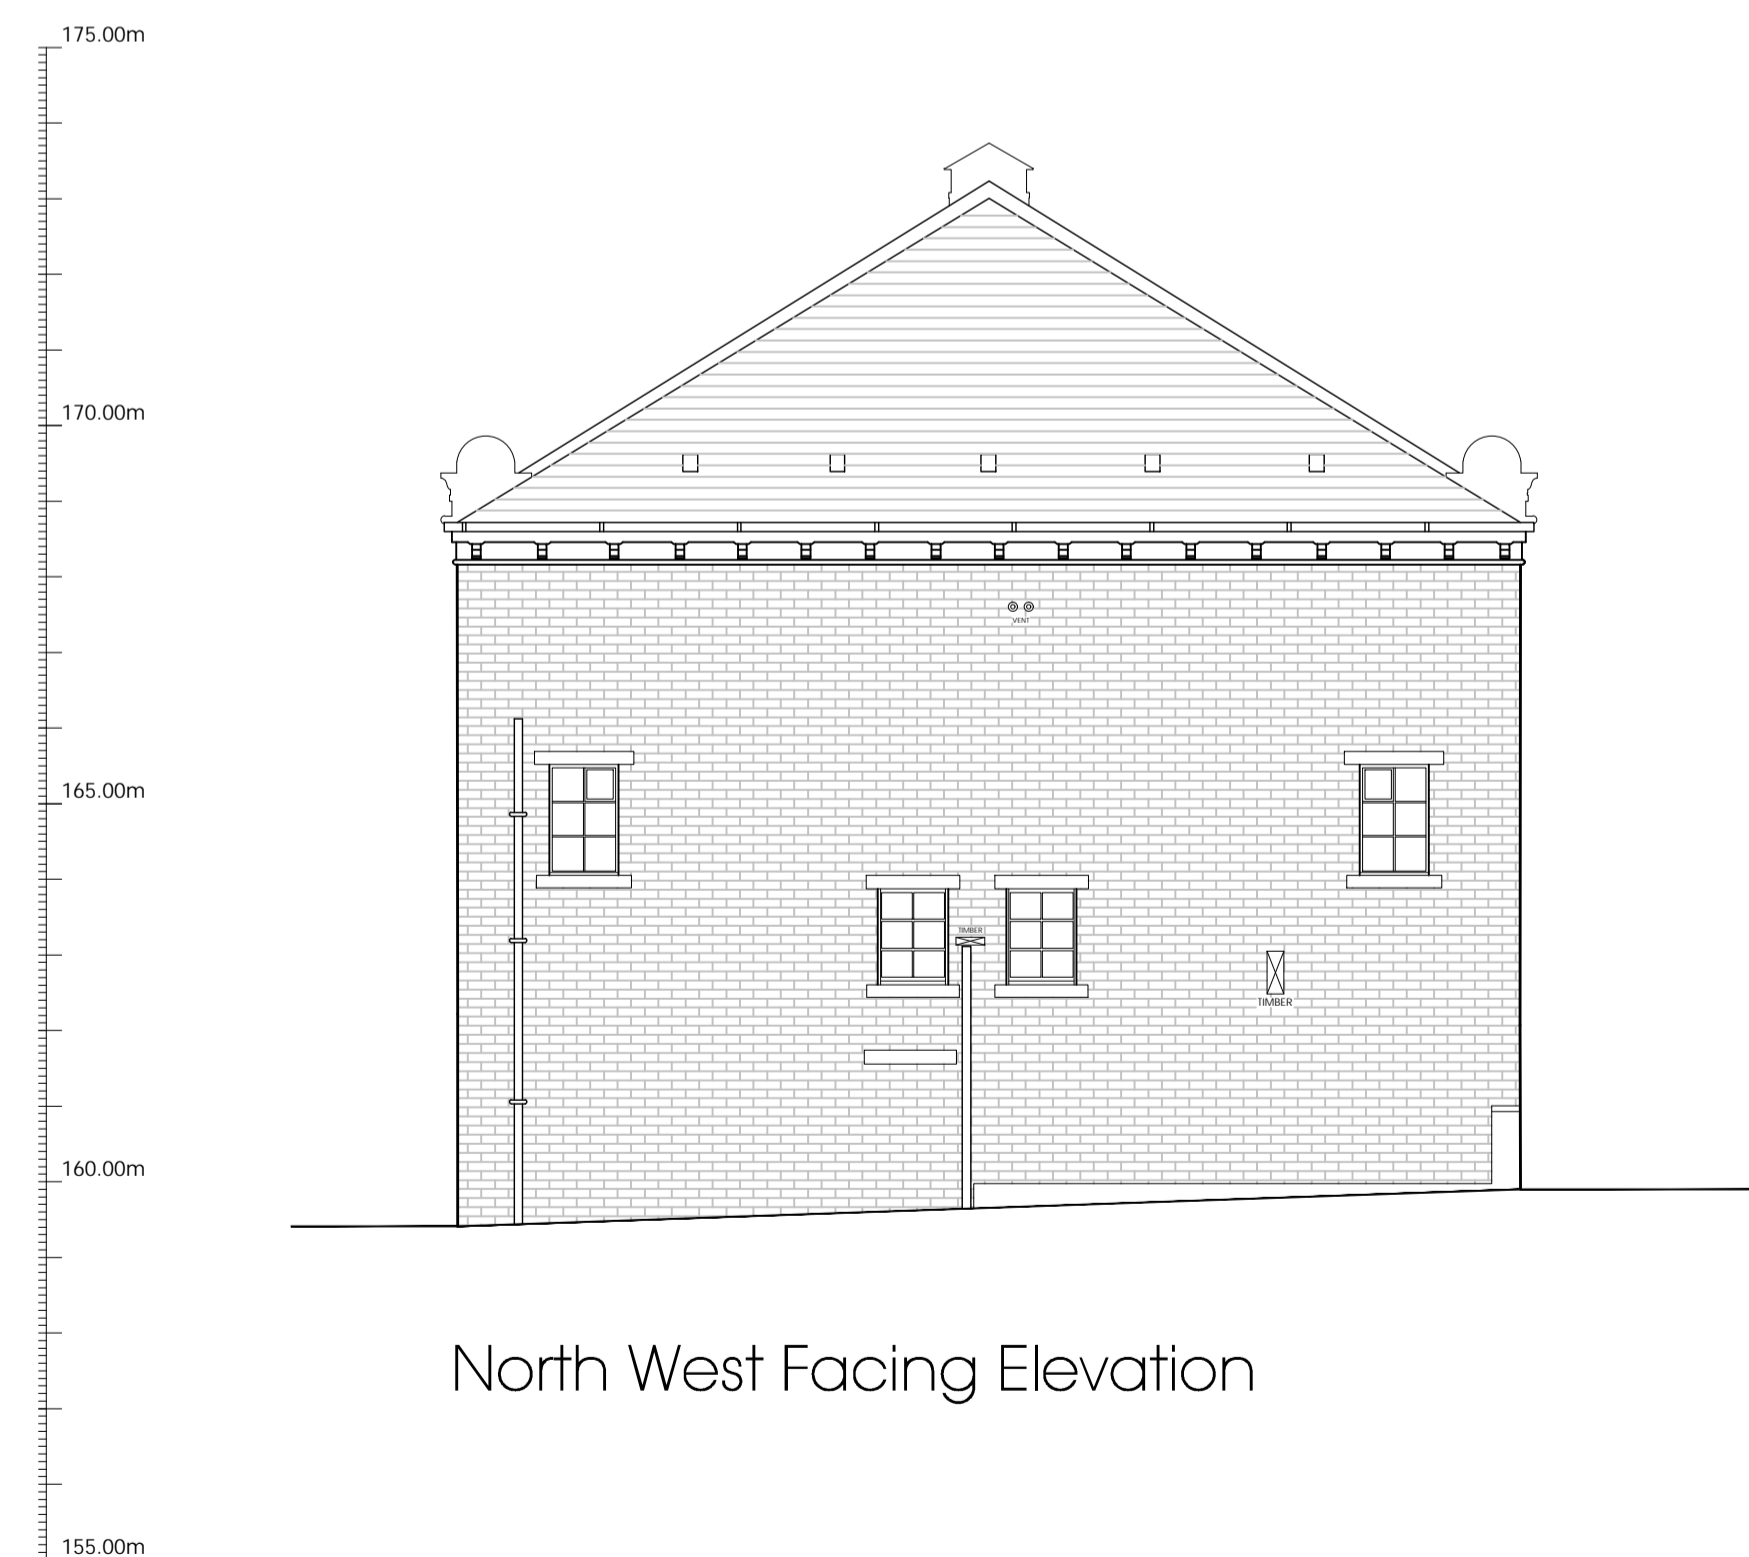 175.00m
170.00m
VENT
165.00m
TIMBER
TIMBER
160.00m
North West Facing Elevation
155.00m